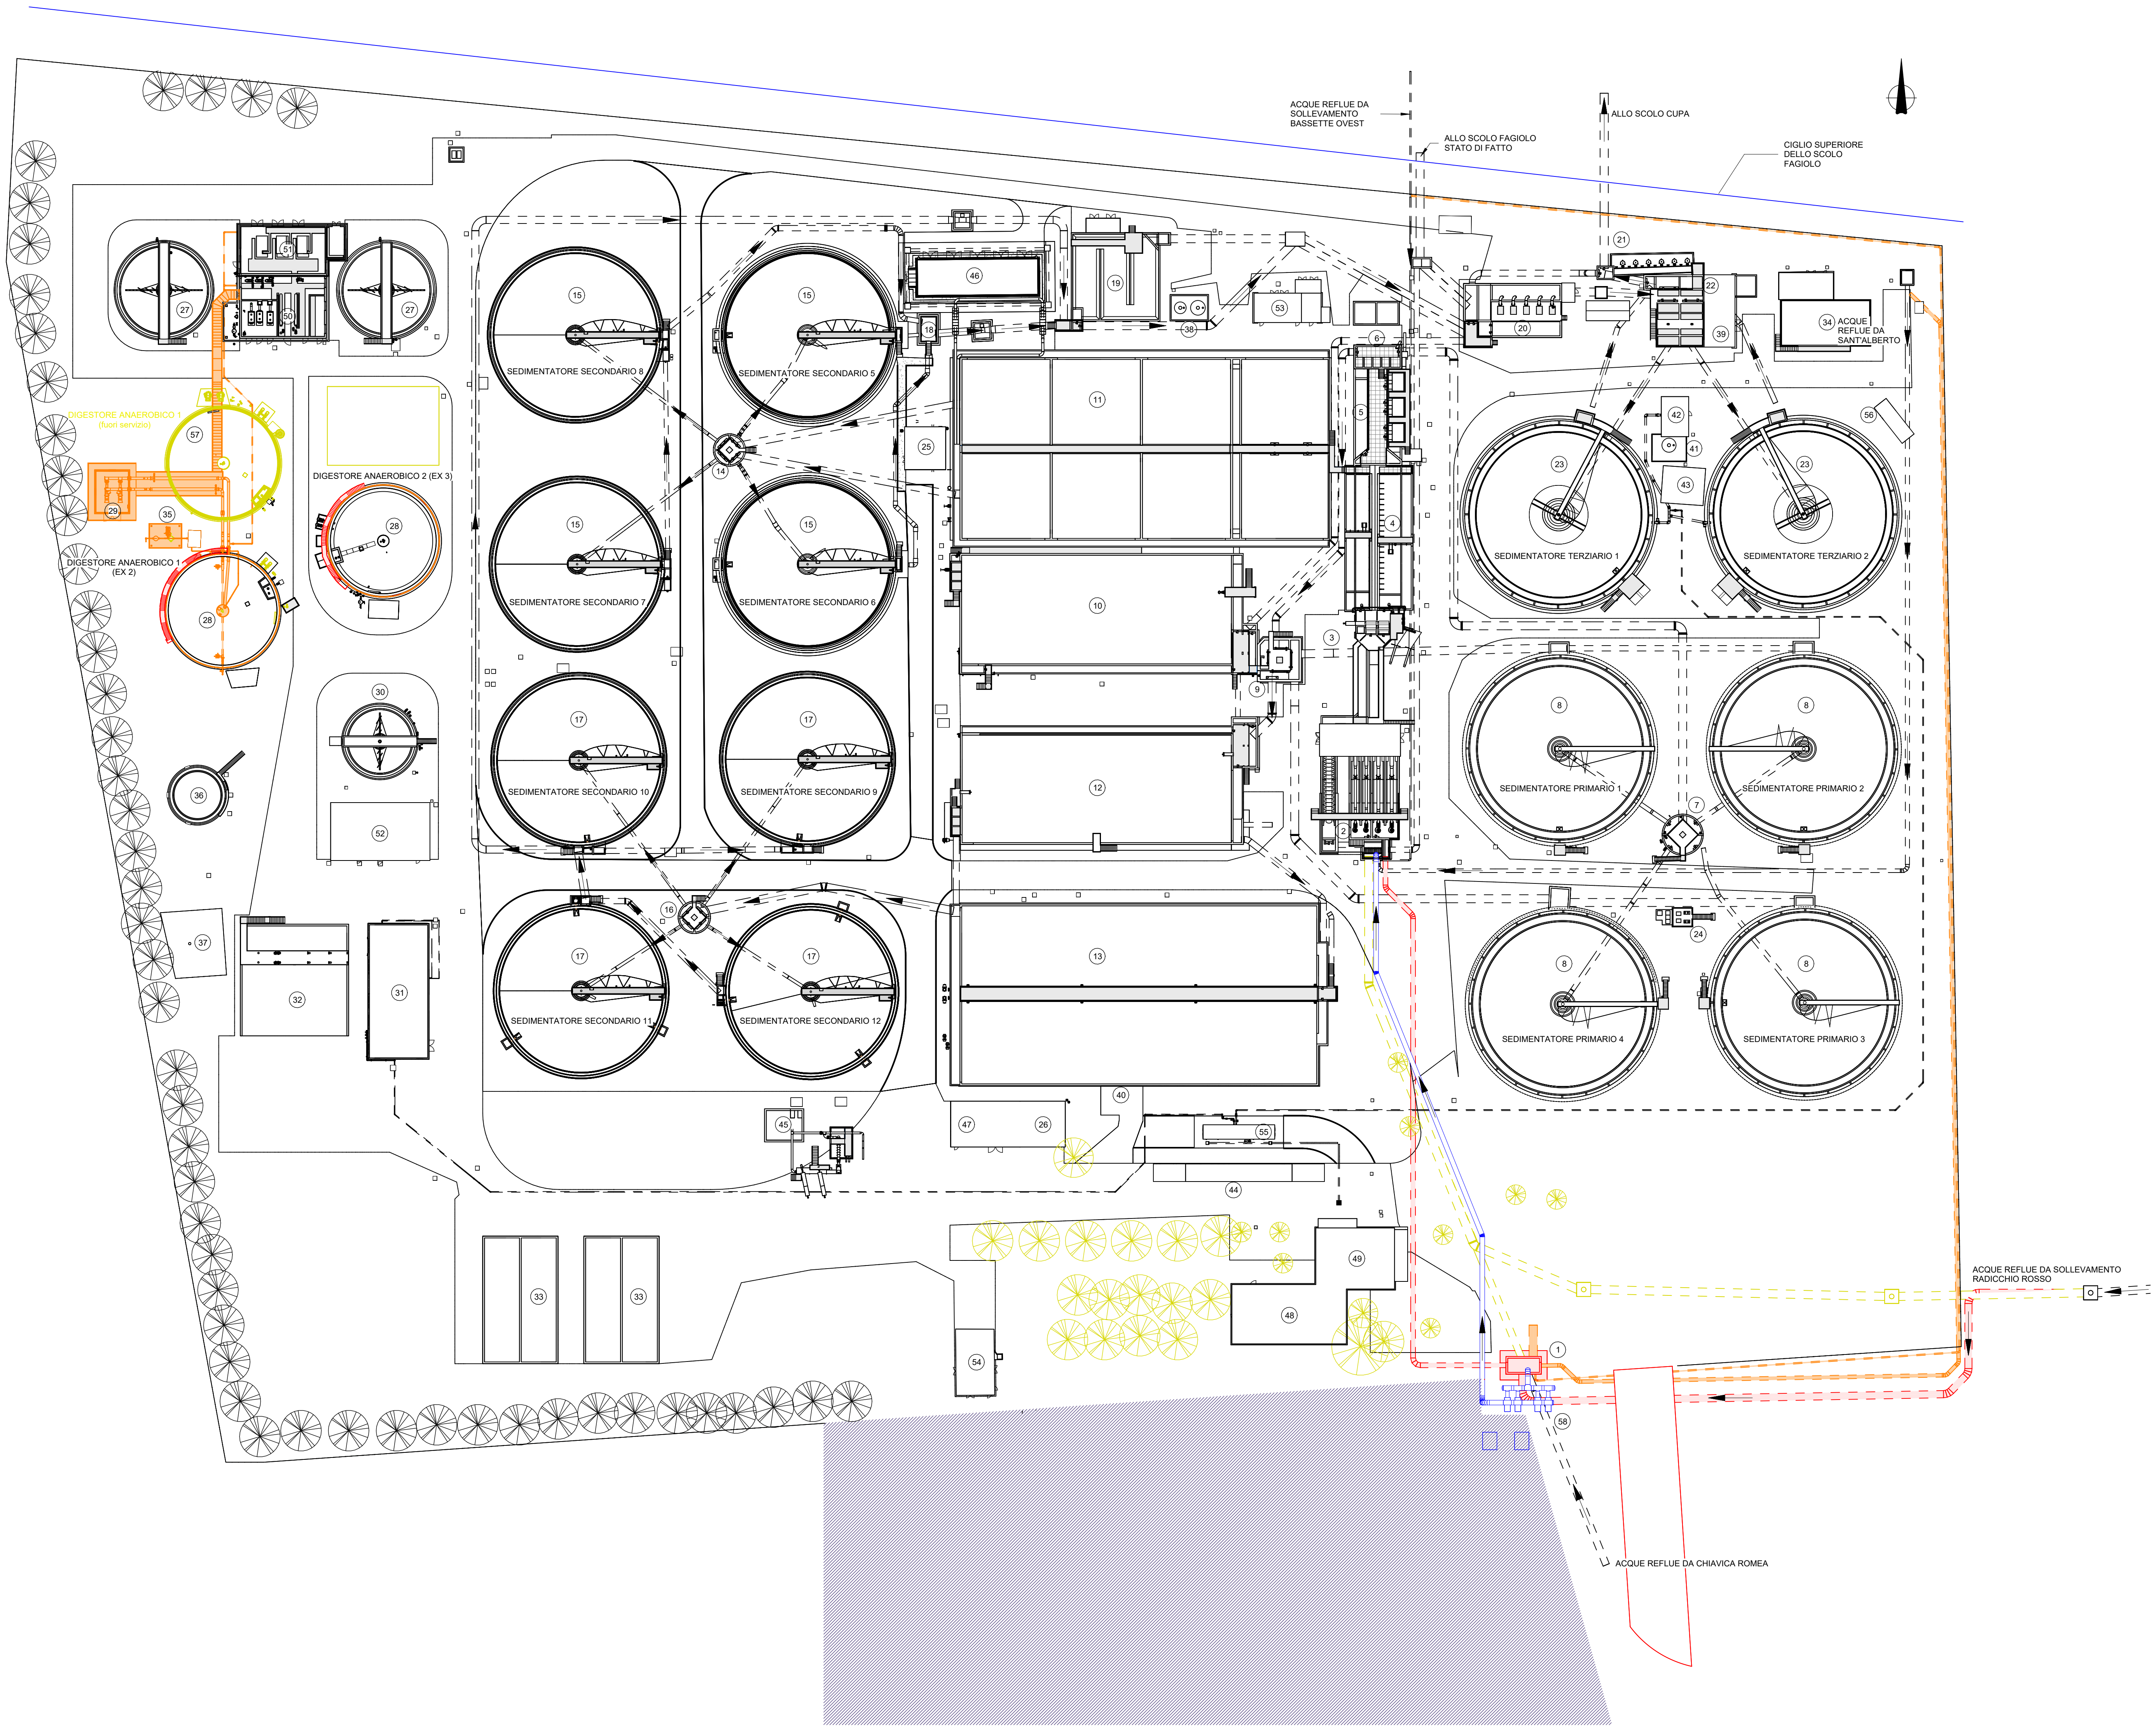 ACQUE REFLUE DA
SOLLEVAMENTO
BASSETTE OVEST
ALLO SCOLO FAGIOLO
STATO DI FATTO
ALLO SCOLO CUPA
CIGLIO SUPERIORE
DELLO SCOLO
FAGIOLO
51
27
50
27
15
SEDIMENTATORE SECONDARIO 8
15
SEDIMENTATORE SECONDARIO 5
46
18
19
38
53
6
20
21
22
39
34
ACQUE
REFLUE DA
SANT'ALBERTO
DIGESTORE ANAEROBICO 1
(fuori servizio)
57
DIGESTORE ANAEROBICO 2 (EX 3)
28
29
35
DIGESTORE ANAEROBICO 1
(EX 2)
28
14
25
11
5
4
42
41
43
56
23
SEDIMENTATORE TERZIARIO 1
23
SEDIMENTATORE TERZIARIO 2
15
SEDIMENTATORE SECONDARIO 7
15
SEDIMENTATORE SECONDARIO 6
10
3
9
30
36
52
17
SEDIMENTATORE SECONDARIO 10
17
SEDIMENTATORE SECONDARIO 9
12
2
8
SEDIMENTATORE PRIMARIO 1
8
SEDIMENTATORE PRIMARIO 2
7
16
37
32
31
17
SEDIMENTATORE SECONDARIO 11
17
SEDIMENTATORE SECONDARIO 12
13
24
8
SEDIMENTATORE PRIMARIO 4
8
SEDIMENTATORE PRIMARIO 3
45
47
26
40
55
44
33
33
54
49
48
ACQUE REFLUE DA SOLLEVAMENTO
RADICCHIO ROSSO
1
58
ACQUE REFLUE DA CHIAVICA ROMEA